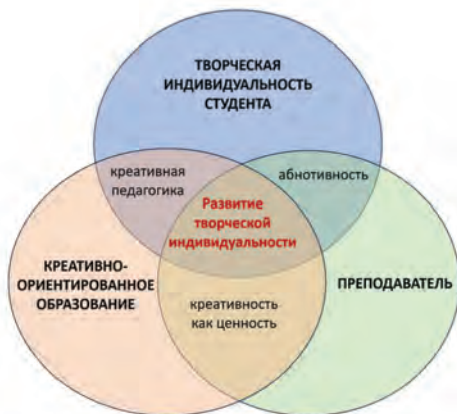 ТВОРЧЕСКАЯ
ИНДИВИДУАЛЬНОСТЬ
СТУДЕНТА
креативная
педагогика
абнотивность
Развитие
творческой
индивидуальности
КРЕАТИВНО-
ОРИЕНТИРОВАННОЕ
ОБРАЗОВАНИЕ
ПРЕПОДАВАТЕЛЬ
креативность
как ценность